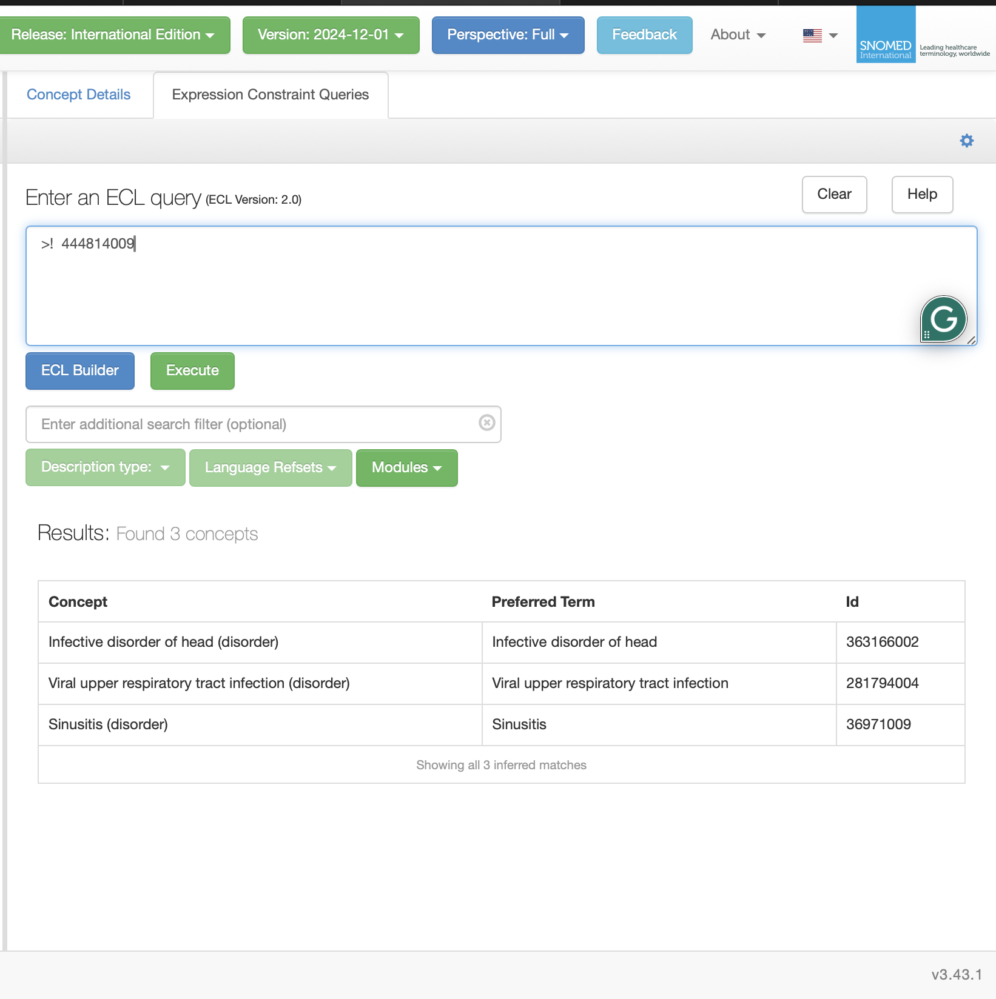 Release: International Edition
Version: 2024-12-01
Perspective: Full
Feedback
About
SNOMED
International
Leading healthcare
terminology, worldwide
Concept Details
Expression Constraint Queries
Enter an ECL query (ECL Version: 2.0)
Clear
Help
>! 444814009
G
ECL Builder
Execute
Enter additional search filter (optional)
Description type:
Language Refsets
Modules
Results: Found 3 concepts
Concept Preferred Term Id
Infective disorder of head (disorder) Infective disorder of head 363166002
Viral upper respiratory tract infection (disorder) Viral upper respiratory tract infection 281794004
Sinusitis (disorder) Sinusitis 36971009
Showing all 3 inferred matches
v3.43.1